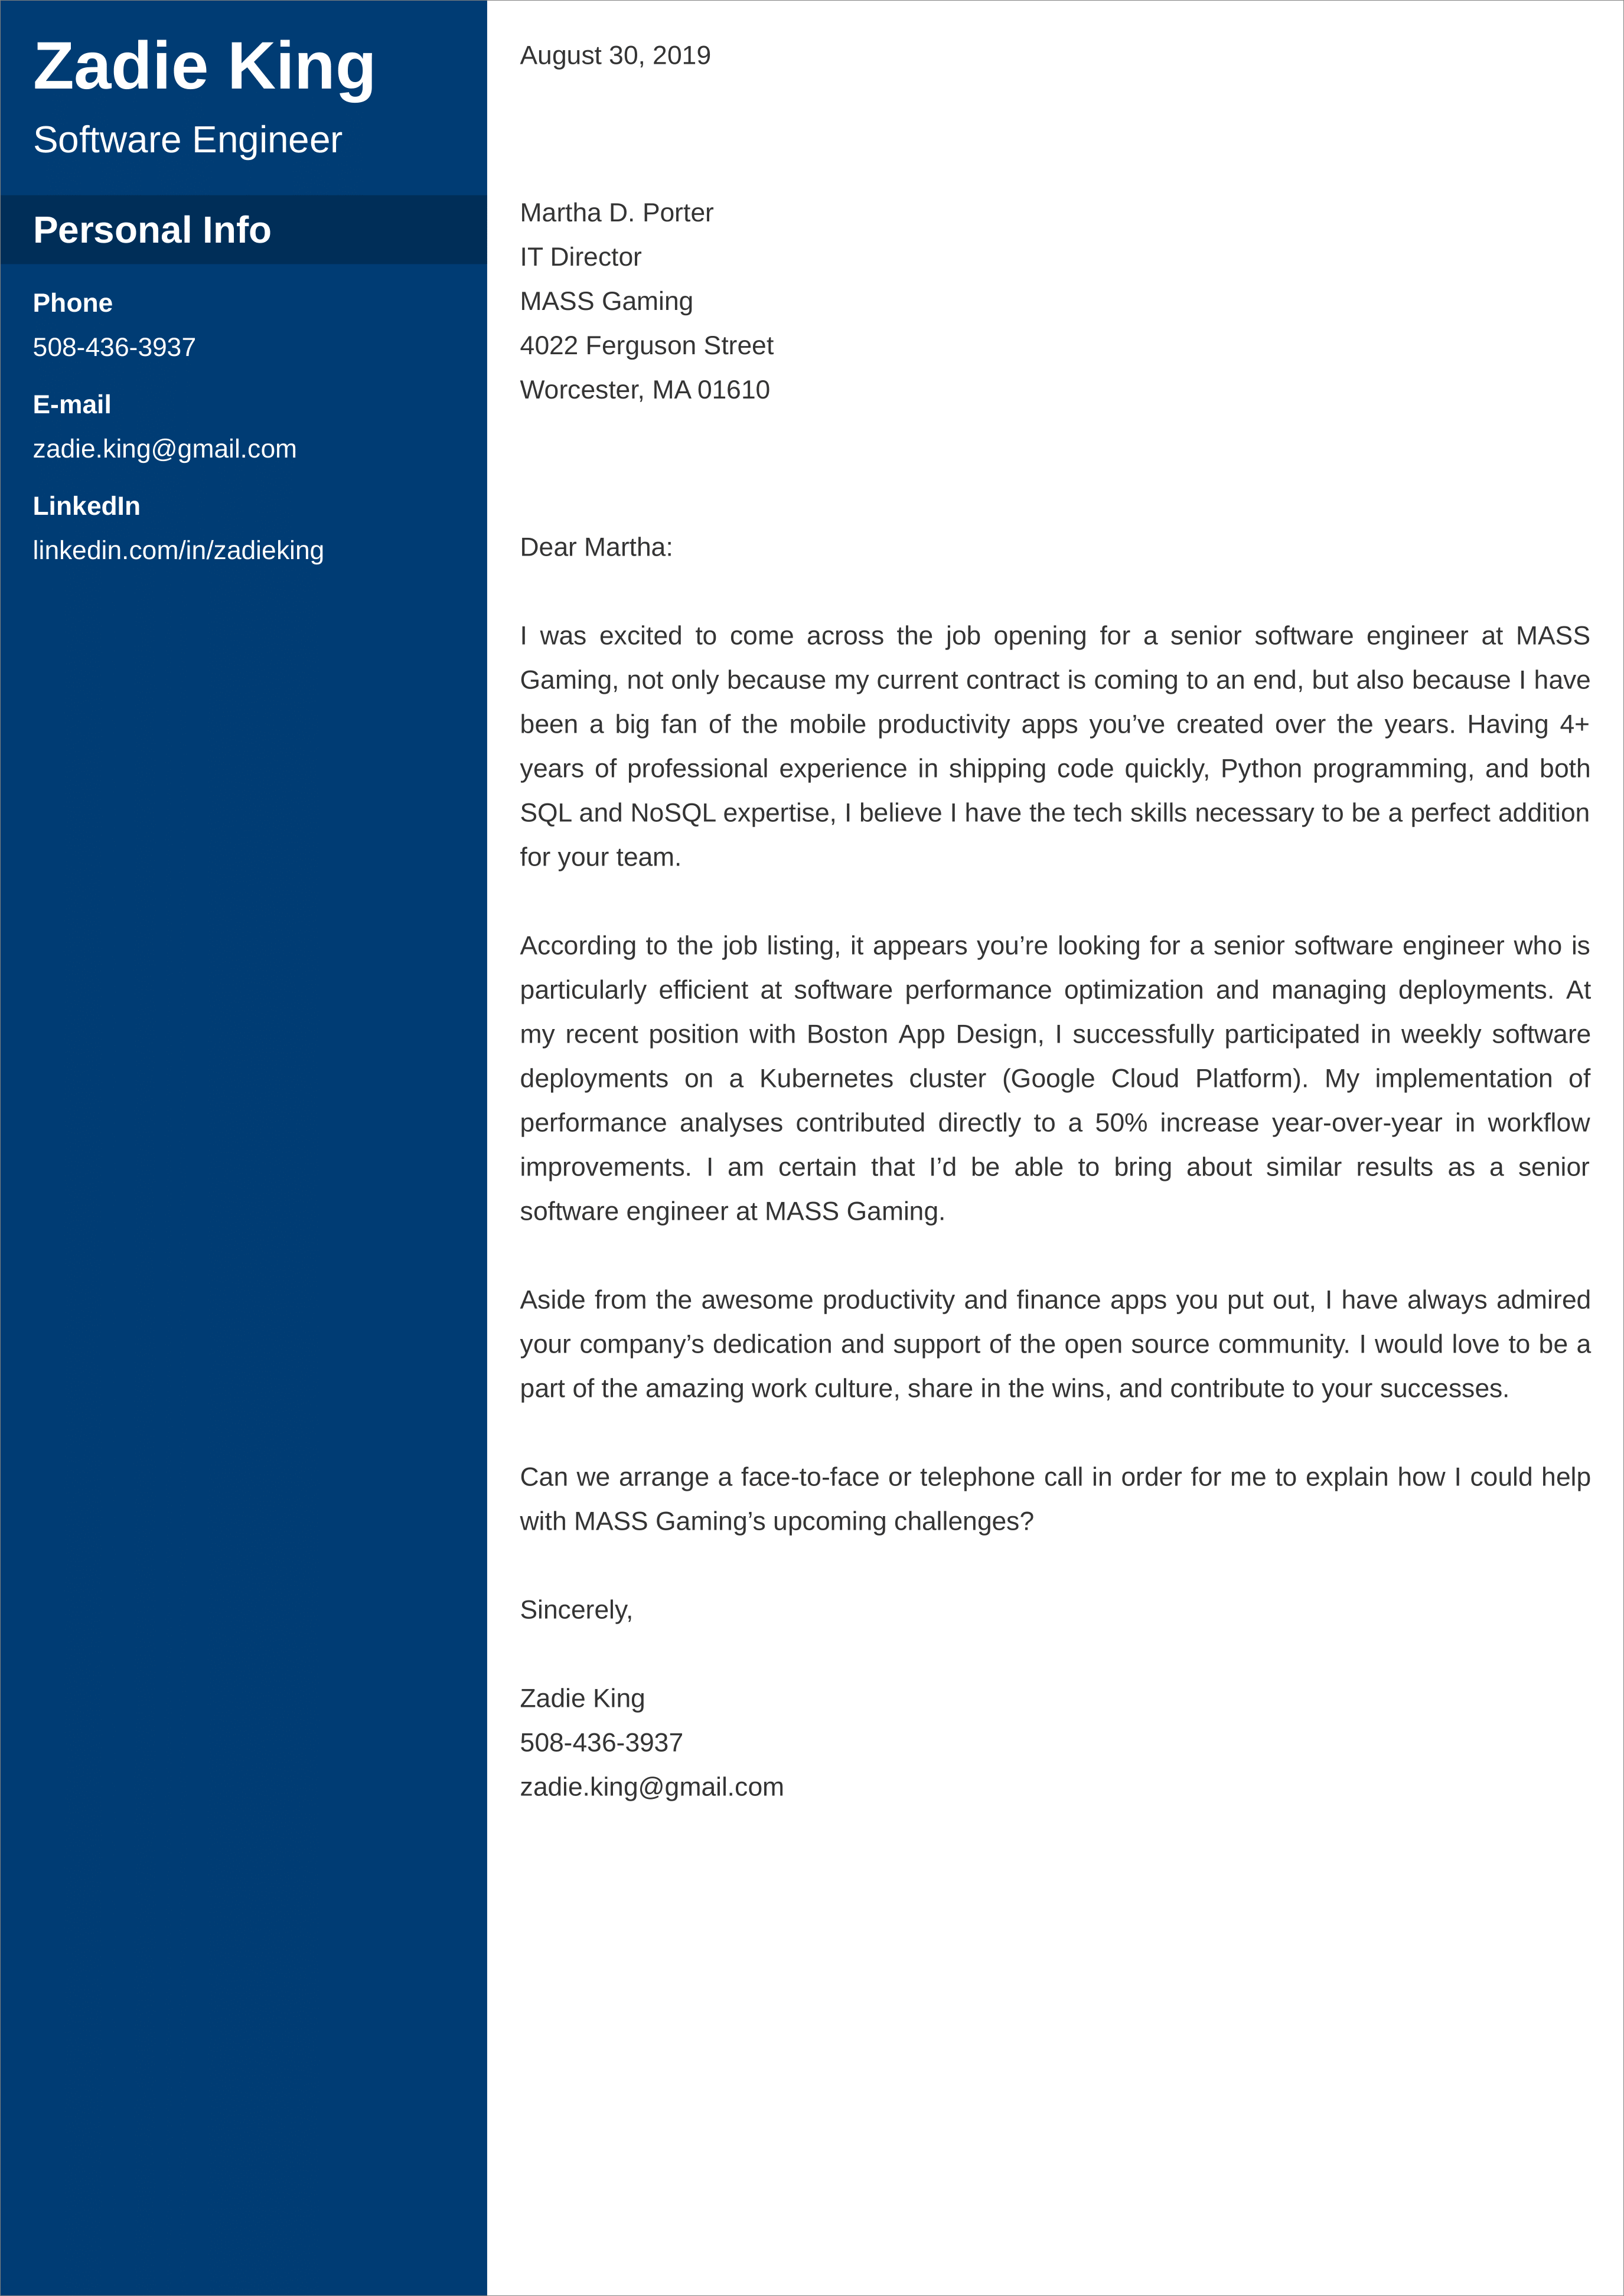 Zadie King
Software Engineer
Personal Info
Phone
508-436-3937
E-mail
zadie.king@gmail.com
LinkedIn
linkedin.com/in/zadieking
August 30, 2019
Martha D. Porter
IT Director
MASS Gaming
4022 Ferguson Street
Worcester, MA 01610
Dear Martha:
I was excited to come across the job opening for a senior software engineer at MASS
Gaming, not only because my current contract is coming to an end, but also because I have
been a big fan of the mobile productivity apps you’ve created over the years. Having 4+
years of professional experience in shipping code quickly, Python programming, and both
SQL and NoSQL expertise, I believe I have the tech skills necessary to be a perfect addition
for your team.
According to the job listing, it appears you’re looking for a senior software engineer who is
particularly efficient at software performance optimization and managing deployments. At
my recent position with Boston App Design, I successfully participated in weekly software
deployments on a Kubernetes cluster (Google Cloud Platform). My implementation of
performance analyses contributed directly to a 50% increase year-over-year in workflow
improvements. I am certain that I’d be able to bring about similar results as a senior
software engineer at MASS Gaming.
Aside from the awesome productivity and finance apps you put out, I have always admired
your company’s dedication and support of the open source community. I would love to be a
part of the amazing work culture, share in the wins, and contribute to your successes.
Can we arrange a face-to-face or telephone call in order for me to explain how I could help
with MASS Gaming’s upcoming challenges?
Sincerely,
Zadie King
508-436-3937
zadie.king@gmail.com